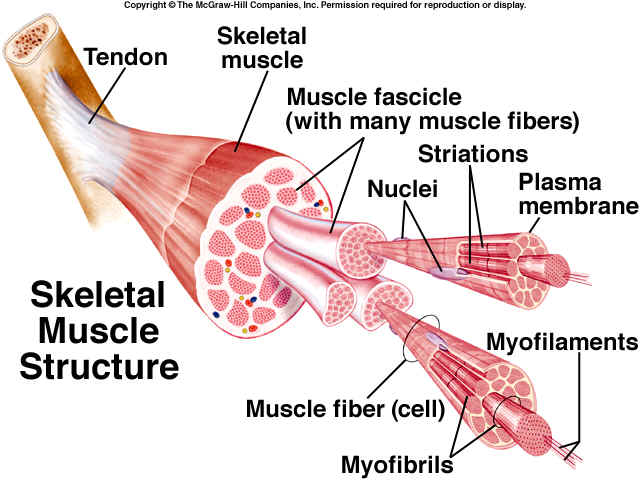 Copyright © The McGraw-Hill Companies, Inc. Permission required for reproduction or display.
Tendon
Skeletal
muscle
Muscle fascicle
(with many muscle fibers)
Striations
Nuclei
Plasma
membrane
Skeletal
Muscle
Structure
Myofilaments
Muscle fiber (cell)
Myofibrils